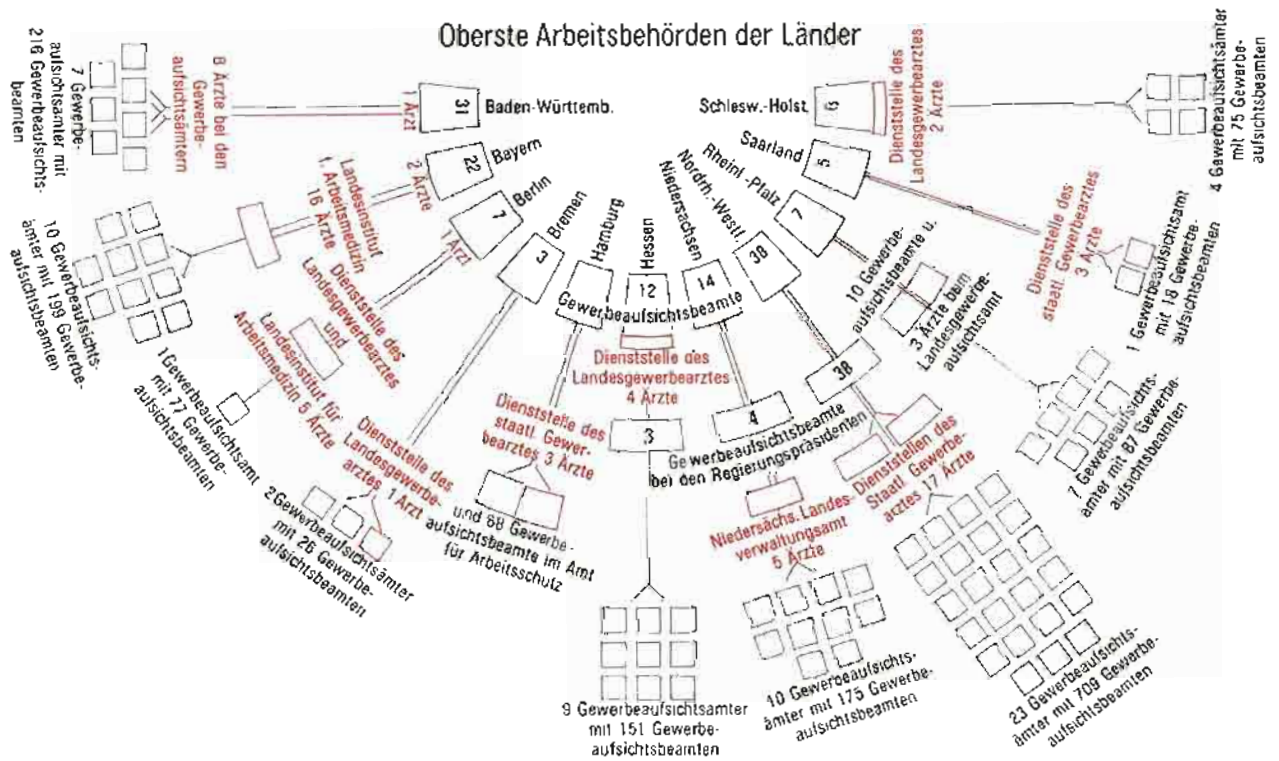 Oberste Arbeitsbehörden der Länder
7 Gewerbe-
aufsichtsämter mit
216 Gewerbeaufsichts-
beamten
8 Ärzte bei den
Gewerbe-
aufsichtsämtern
1 Arzt
31
Baden-Württemb.
10 Gewerbeaufsichts-
ämter mit 199 Gewerbe-
aufsichtsbeamten
Landesinstitut
f. Arbeitsmedizin
16 Ärzte
2 Ärzte
22
Bayern
1 Gewerbeaufsichtsamt
mit 77 Gewerbe-
aufsichtsbeamten
Landesinstitut für
Arbeitsmedizin 5 Ärzte
und
Dienststelle des
Landesgewerbearztes
1 Arzt
7
Berlin
2 Gewerbeaufsichtsämter
mit 26 Gewerbe-
aufsichtsbeamten
Dienststelle des
Landesgewerbe-
arztes 1 Arzt
3
Bremen
Hamburg
Dienststelle des
staatl. Gewer-
bearztes 3 Ärzte
und 68 Gewerbe-
aufsichtsbeamte im Amt
für Arbeitsschutz
Hessen
12
Gewerbeaufsichtsbeamte
Dienststelle des
Landesgewerbearztes
4 Ärzte
3
9 Gewerbeaufsichtsämter
mit 151 Gewerbe-
aufsichtsbeamten
Niedersachsen
14
4
Gewerbeaufsichtsbeamte
bei den Regierungspräsidenten
Niedersächs. Landes-
verwaltungsamt
5 Ärzte
10 Gewerbeaufsichts-
ämter mit 175 Gewerbe-
aufsichtsbeamten
Nordrh.-Westf.
38
38
Dienststellen des
Staatl. Gewerbe-
arztes 17 Ärzte
23 Gewerbeaufsichts-
ämter mit 709 Gewerbe-
aufsichtsbeamten
Rheinl.-Pfalz
7
10 Gewerbe-
aufsichtsbeamte u.
3 Ärzte beim
Landesgewerbe-
aufsichtsamt
7 Gewerbeaufsichts-
ämter mit 87 Gewerbe-
aufsichtsbeamten
Saarland
5
Dienststelle des
staatl. Gewerbearztes
3 Ärzte
1 Gewerbeaufsichtsamt
mit 18 Gewerbe-
aufsichtsbeamten
Schlesw.-Holst.
6
Dienststelle des
Landesgewerbearztes
2 Ärzte
4 Gewerbeaufsichtsämter
mit 75 Gewerbe-
aufsichtsbeamten